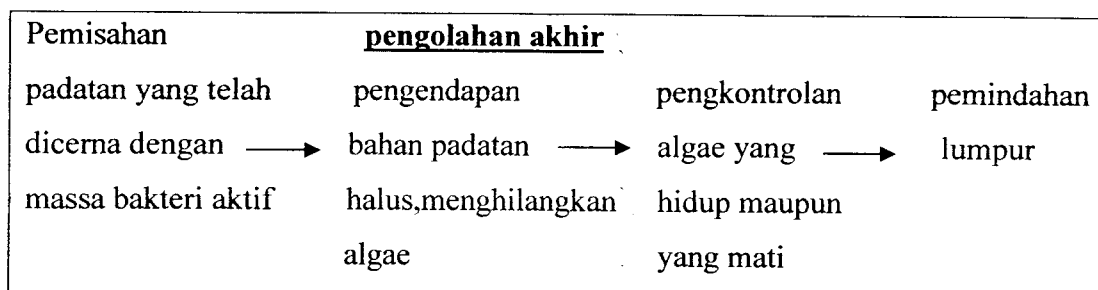 Pemisahan pengolahan akhir
padatan yang telah pengendapan pengkontrolan pemindahan
dicerna dengan → bahan padatan → algae yang → lumpur
massa bakteri aktif halus,menghilangkan hidup maupun
algae yang mati